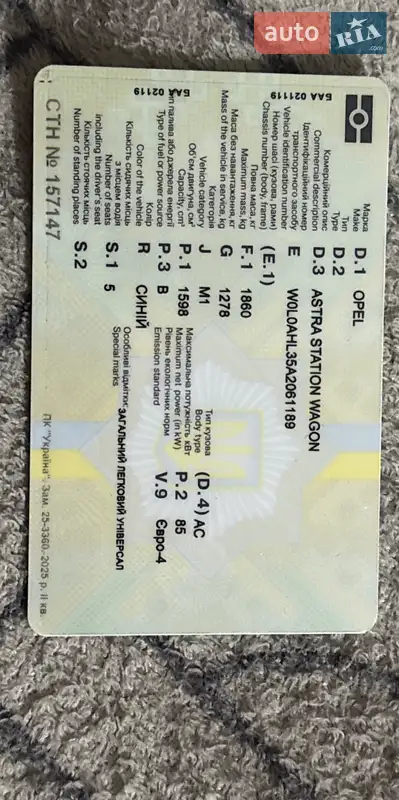 auto RIA
.com
БАА 021119
БАА 021119
Марка
Make D.1 OPEL
Тип
Type D.2
Комерційний опис
Commercial description D.3 ASTRA STATION WAGON
Ідентифікаційний номер
транспортного засобу
Vehicle identification number E W0L0AHL35A2061189
Номер шасі (кузова, рами)
Chassis number (body, frame) (E.1)
Повна маса, кг
Maximum mass, kg F.1 1860
Маса без навантаження, кг
Mass of the vehicle in service, kg G 1278
Категорія
Vehicle category J M1
Тип кузова
Body type (D.4) AC
Об'єм двигуна, см³
Capacity, cm³ P.1 1598
Максимальна потужність кВт
Maximum net power (in kW) P.2 85
Тип палива або джерела енергії
Type of fuel or power source P.3 B
Рівень екологічних норм
Emission standard V.9 Євро-4
Колір
Color of the vehicle R СИНІЙ
Кількість сидячих місць
з місцем водія
Number of seats
including the driver's seat S.1 5
Особливі відмітки: ЗАГАЛЬНИЙ ЛЕГКОВИЙ УНІВЕРСАЛ
Special marks
Кількість стоячих місць
Number of standing places S.2
СТН № 157147
ПК "Україна". Зам. 25-3360. 2025 р. II кв.